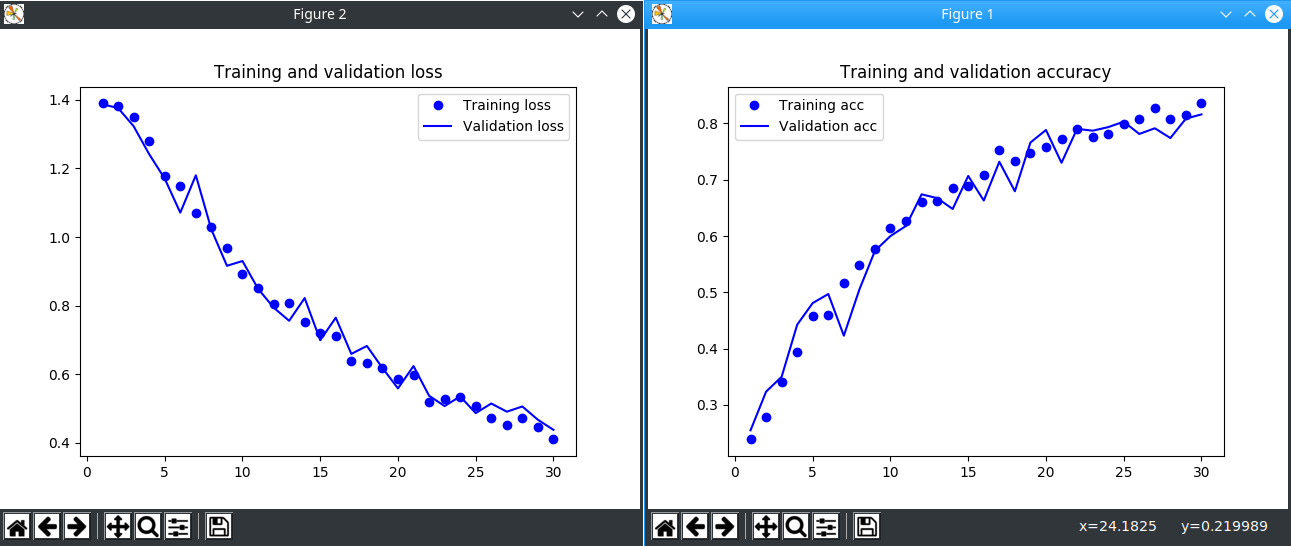 Figure 2
Training and validation loss
Training loss
Validation loss
1.4
1.2
1.0
0.8
0.6
0.4
0 5 10 15 20 25 30
Figure 1
Training and validation accuracy
Training acc
Validation acc
0.8
0.7
0.6
0.5
0.4
0.3
0 5 10 15 20 25 30
x=24.1825 y=0.219989